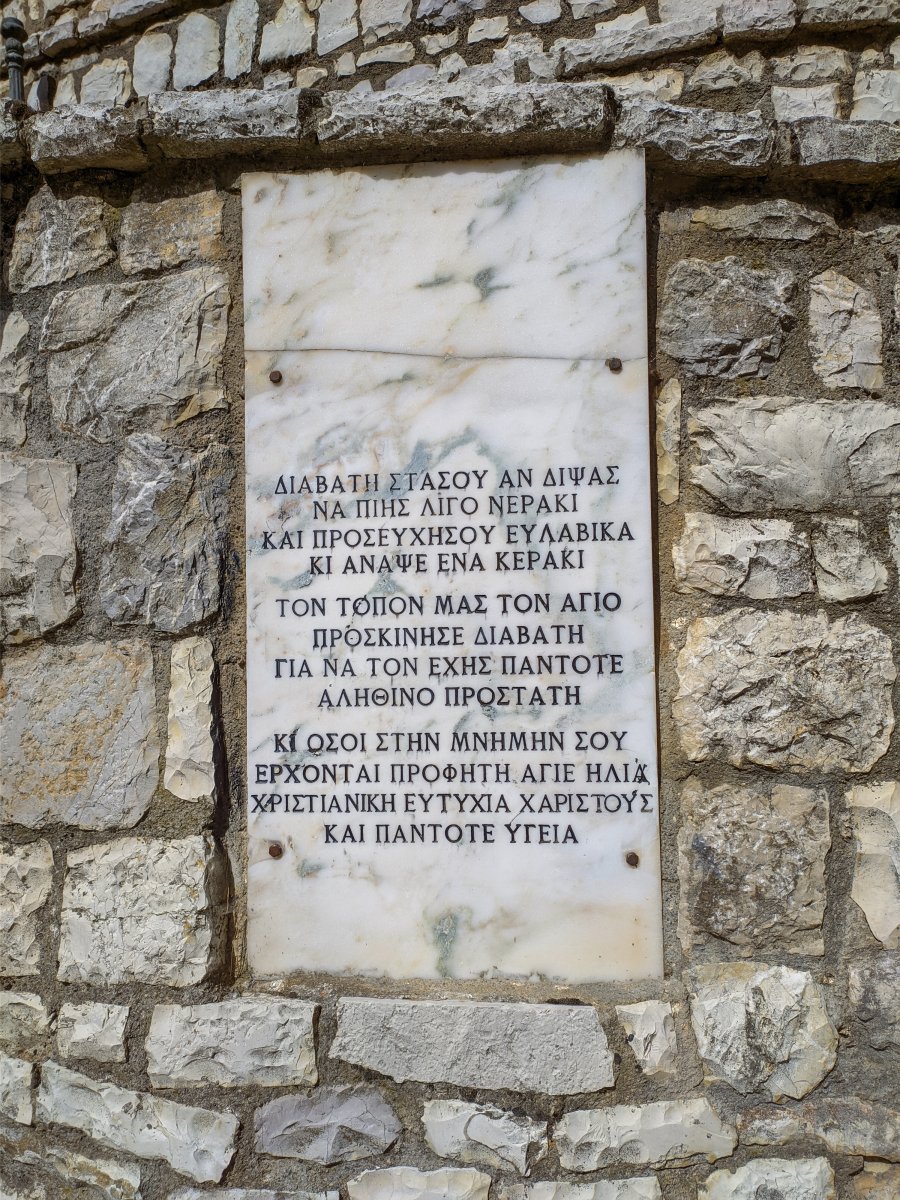 ΔΙΑΒΑΤΗ ΣΤΑΣΟΥ ΑΝ ΔΙΨΑΣ
ΝΑ ΠΙΗΣ ΛΙΓΟ ΝΕΡΑΚΙ
ΚΑΙ ΠΡΟΣΕΥΧΗΣΟΥ ΕΥΛΑΒΙΚΑ
ΚΙ ΑΝΑΨΕ ΕΝΑ ΚΕΡΑΚΙ
ΤΟΝ ΤΟΠΟΝ ΜΑΣ ΤΟΝ ΑΓΙΟ
ΠΡΟΣΚΙΝΗΣΕ ΔΙΑΒΑΤΗ
ΓΙΑ ΝΑ ΤΟΝ ΕΧΗΣ ΠΑΝΤΟΤΕ
ΑΛΗΘΙΝΟ ΠΡΟΣΤΑΤΗ
ΚΙ ΟΣΟΙ ΣΤΗΝ ΜΝΗΜΗΝ ΣΟΥ
ΕΡΧΟΝΤΑΙ ΠΡΟΦΗΤΗ ΑΓΙΕ ΗΛΙΑ
ΧΡΙΣΤΙΑΝΙΚΗ ΕΥΤΥΧΙΑ ΧΑΡΙΣΤΟΥΣ
ΚΑΙ ΠΑΝΤΟΤΕ ΥΓΕΙΑ